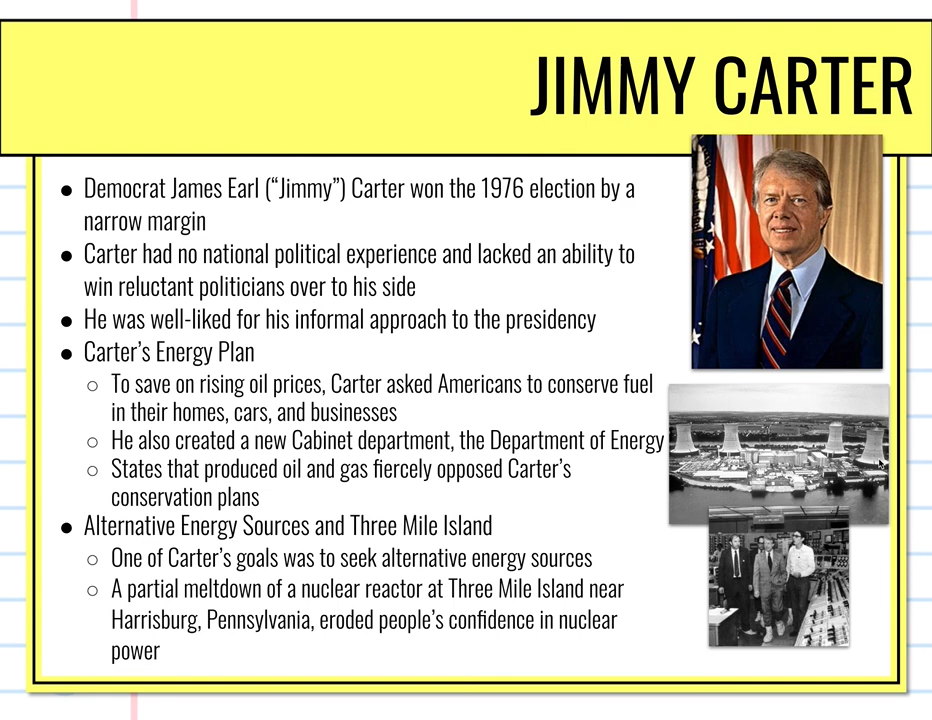 JIMMY CARTER
● Democrat James Earl (“Jimmy”) Carter won the 1976 election by a
narrow margin
● Carter had no national political experience and lacked an ability to
win reluctant politicians over to his side
● He was well-liked for his informal approach to the presidency
● Carter’s Energy Plan
○ To save on rising oil prices, Carter asked Americans to conserve fuel
in their homes, cars, and businesses
○ He also created a new Cabinet department, the Department of Energy
○ States that produced oil and gas fiercely opposed Carter’s
conservation plans
● Alternative Energy Sources and Three Mile Island
○ One of Carter’s goals was to seek alternative energy sources
○ A partial meltdown of a nuclear reactor at Three Mile Island near
Harrisburg, Pennsylvania, eroded people’s confidence in nuclear
power